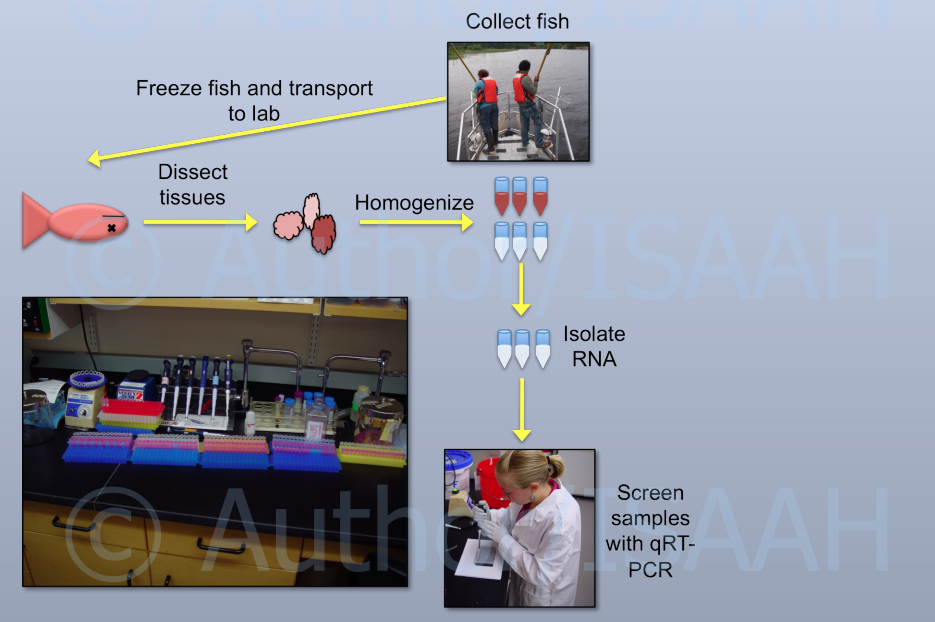 Collect fish
Freeze fish and transport
to lab
Dissect
tissues
Homogenize
Isolate
RNA
Screen
samples
with qRT-
PCR
© Author/ISAAH
© Author/ISAAH
© Author/ISAAH